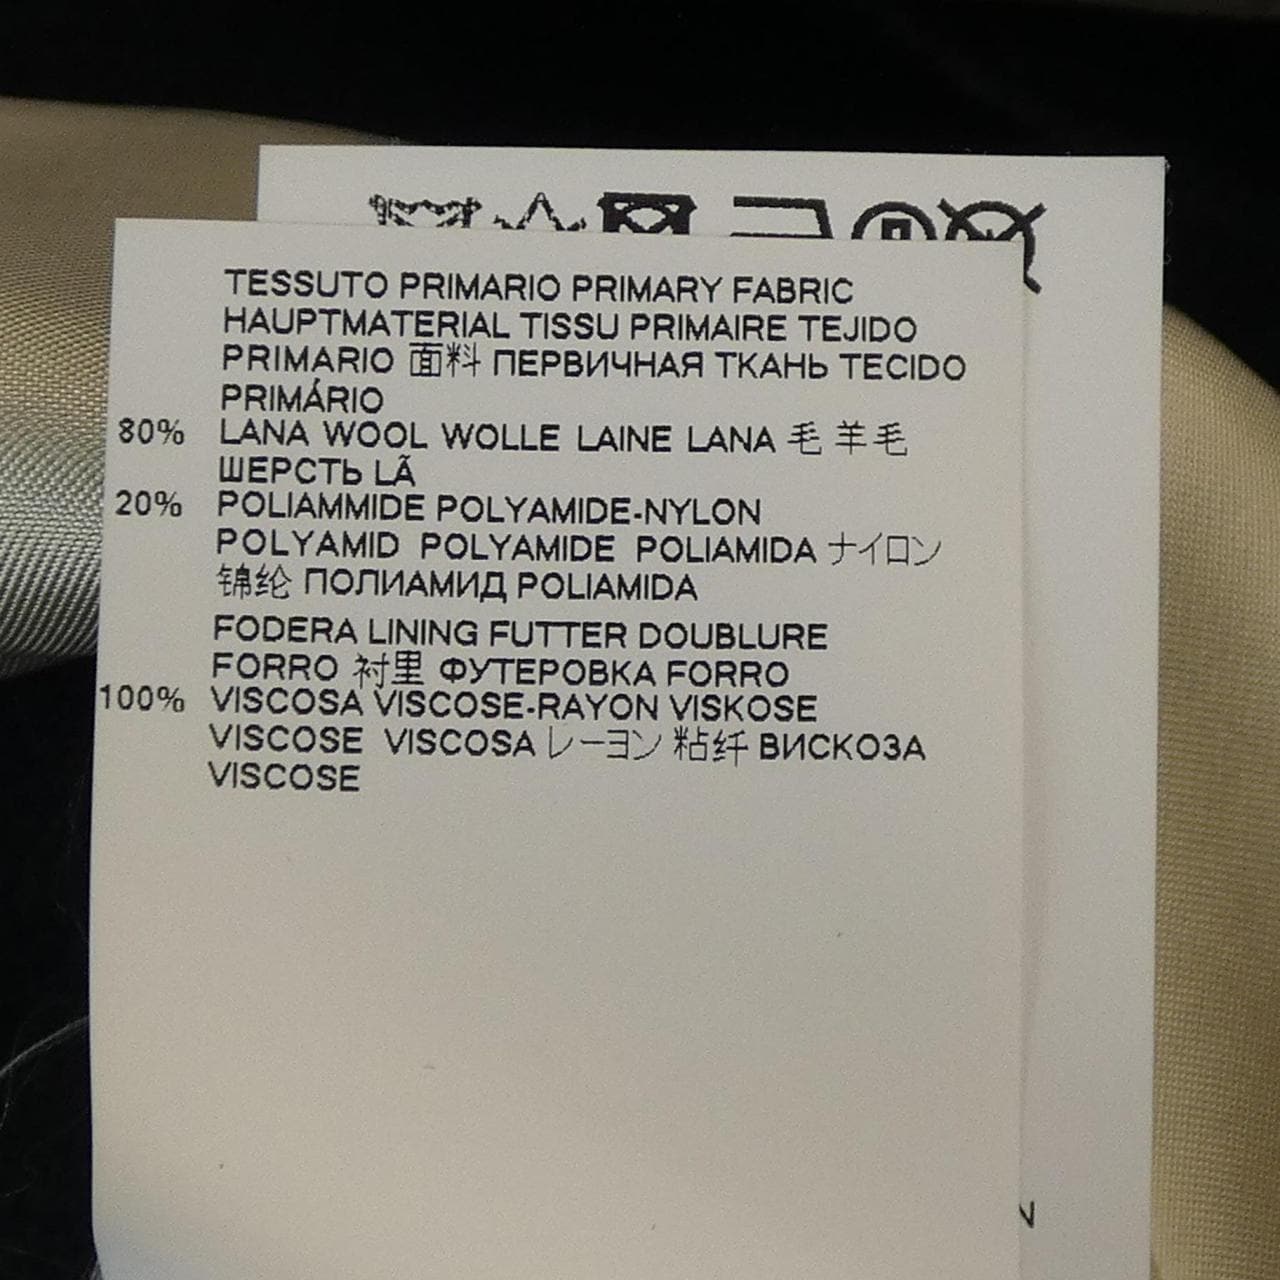 TESSUTO PRIMARIO PRIMARY FABRIC
HAUPTMATERIAL TISSU PRIMAIRE TEJIDO
PRIMARIO 面料 ПЕРВИЧНАЯ ТКАНЬ TECIDO
PRIMÁRIO
80% LANA WOOL WOLLE LAINE LANA 毛 羊毛
ШЕРСТЬ LÃ
20% POLIAMMIDE POLYAMIDE-NYLON
POLYAMID POLYAMIDE POLIAMIDA ナイロン
锦纶 ПОЛИАМИД POLIAMIDA
FODERA LINING FUTTER DOUBLURE
FORRO 衬里 ФУТЕРОВКА FORRO
100% VISCOSA VISCOSE-RAYON VISKOSE
VISCOSE VISCOSA レーヨン 粘纤 ВИСКОЗА
VISCOSE